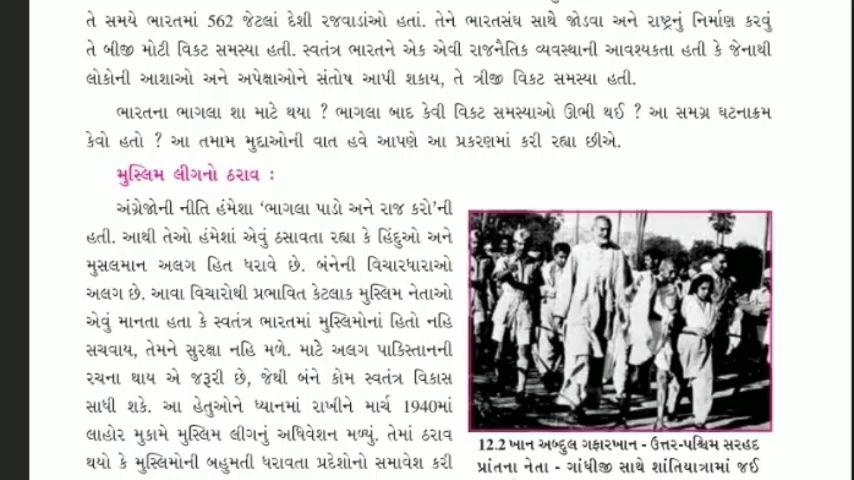 તે સમયે ભારતમાં 562 જેટલાં દેશી રજવાડાંઓ હતાં. તેને ભારતસંઘ સાથે જોડવા અને રાષ્ટ્રનું નિર્માણ કરવું
તે બીજી મોટી વિકટ સમસ્યા હતી. સ્વતંત્ર ભારતને એક એવી રાજનૈતિક વ્યવસ્થાની આવશ્યકતા હતી કે જેનાથી
લોકોની આશાઓ અને અપેક્ષાઓને સંતોષ આપી શકાય, તે ત્રીજી વિકટ સમસ્યા હતી.
ભારતના ભાગલા શા માટે થયા ? ભાગલા બાદ કેવી વિકટ સમસ્યાઓ ઊભી થઈ ? આ સમગ્ર ઘટનાક્રમ
કેવો હતો ? આ તમામ મુદ્દાઓની વાત હવે આપણે આ પ્રકરણમાં કરી રહ્યા છીએ.
મુસ્લિમ લીગનો ઠરાવ :
અંગ્રેજોની નીતિ હંમેશા ‘ભાગલા પાડો અને રાજ કરો’ની
હતી. આથી તેઓ હંમેશાં એવું ઠસાવતા રહ્યા કે હિંદુઓ અને
મુસલમાન અલગ હિત ધરાવે છે. બંનેની વિચારધારાઓ
અલગ છે. આવા વિચારોથી પ્રભાવિત કેટલાક મુસ્લિમ નેતાઓ
એવું માનતા હતા કે સ્વતંત્ર ભારતમાં મુસ્લિમોનાં હિતો નહિ
સચવાય, તેમને સુરક્ષા નહિ મળે. માટે અલગ પાકિસ્તાનની
રચના થાય એ જરૂરી છે, જેથી બંને કોમ સ્વતંત્ર વિકાસ
સાધી શકે. આ હેતુઓને ધ્યાનમાં રાખીને માર્ચ 1940માં
લાહોર મુકામે મુસ્લિમ લીગનું અધિવેશન મળ્યું. તેમાં ઠરાવ
થયો કે મુસ્લિમોની બહુમતી ધરાવતા પ્રદેશોનો સમાવેશ કરી
12.2 ખાન અબ્દુલ ગફારખાન - ઉત્તર-પશ્ચિમ સરહદ
પ્રાંતના નેતા - ગાંધીજી સાથે શાંતિયાત્રામાં જઈ